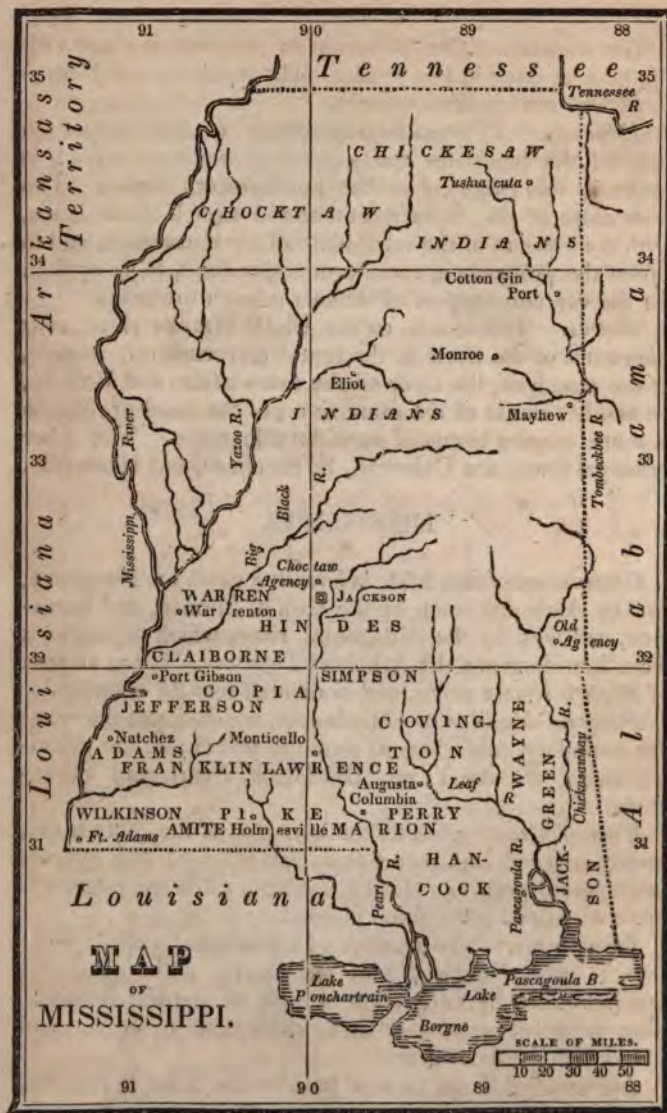 91 90 89 88
Tennessee
35 35
Tennessee
R
Arkansas
Territory
CHICKESAW
Tushiacuta
CHOCKTAW
INDIANS
34 34
Cotton Gin
Port
Monroe
Eliot
INDIANS
Mayhew
Yazoo R.
Mississippi River
33 33
Tombeckbee R
Big Black R.
Alabama
Choctaw
Agency
WARREN
Warrenton
JACKSON
HINDES
Old
Agency
Louisiana
CLAIBORNE
32 32
Port Gibson
SIMPSON
COPIA
JEFFERSON
COVINGTON
WAYNE
GREEN
Chickasawhay R.
Natchez
Monticello
ADAMS
FRANKLIN LAWRENCE
Augusta
Leaf R
Columbia
WILKINSON
PIKE
PERRY
Ft. Adams
AMITE Holmesville MARION
31 31
HANCOCK
JACKSON
Pascagoula R.
Pearl R.
Louisiana
MAP
OF
MISSISSIPPI.
Lake
Ponchartrain
Lake
Borgne
Pascagoula B
SCALE OF MILES.
10 20 30 40 50
91 90 89 88